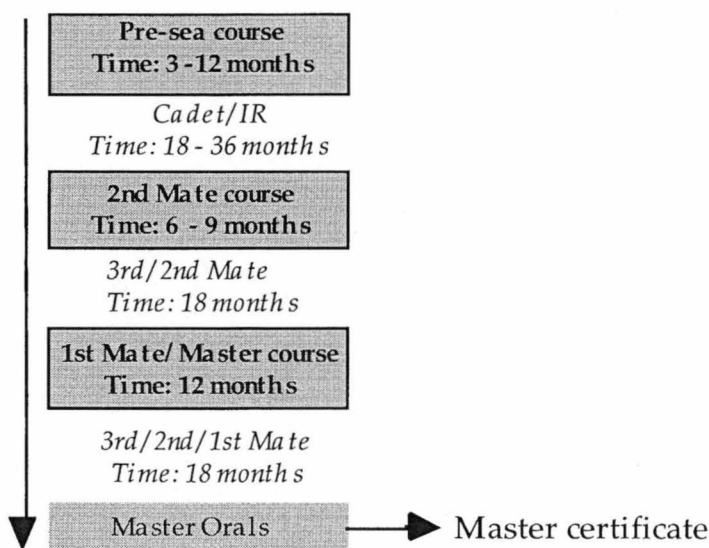 Pre-sea course
Time: 3 -12 months
Cadet/IR
Time: 18 - 36 months
2nd Mate course
Time: 6 - 9 months
3rd/2nd Mate
Time: 18 months
1st Mate/ Master course
Time: 12 months
3rd/2nd/1st Mate
Time: 18 months
Master Orals
Master certificate